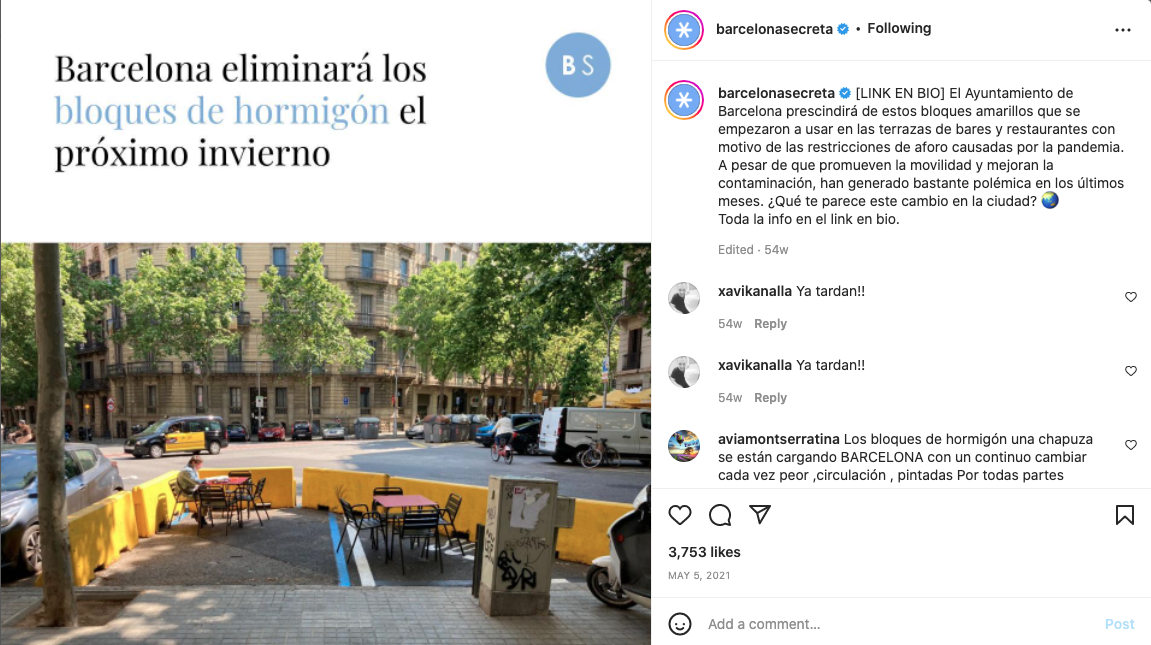 Barcelona eliminará los
bloques de hormigón el
próximo invierno
BS
barcelonasecreta • Following
barcelonasecreta [LINK EN BIO] El Ayuntamiento de
Barcelona prescindirá de estos bloques amarillos que se
empezaron a usar en las terrazas de bares y restaurantes con
motivo de las restricciones de aforo causadas por la pandemia.
A pesar de que promueven la movilidad y mejoran la
contaminación, han generado bastante polémica en los últimos
meses. ¿Qué te parece este cambio en la ciudad? 🌏
Toda la info en el link en bio.
Edited · 54w
xavikanalla Ya tardan!!
54w Reply
xavikanalla Ya tardan!!
54w Reply
aviamontserratina Los bloques de hormigón una chapuza
se están cargando BARCELONA con un continuo cambiar
cada vez peor ,circulación , pintadas Por todas partes
3,753 likes
MAY 5, 2021
Add a comment...
Post